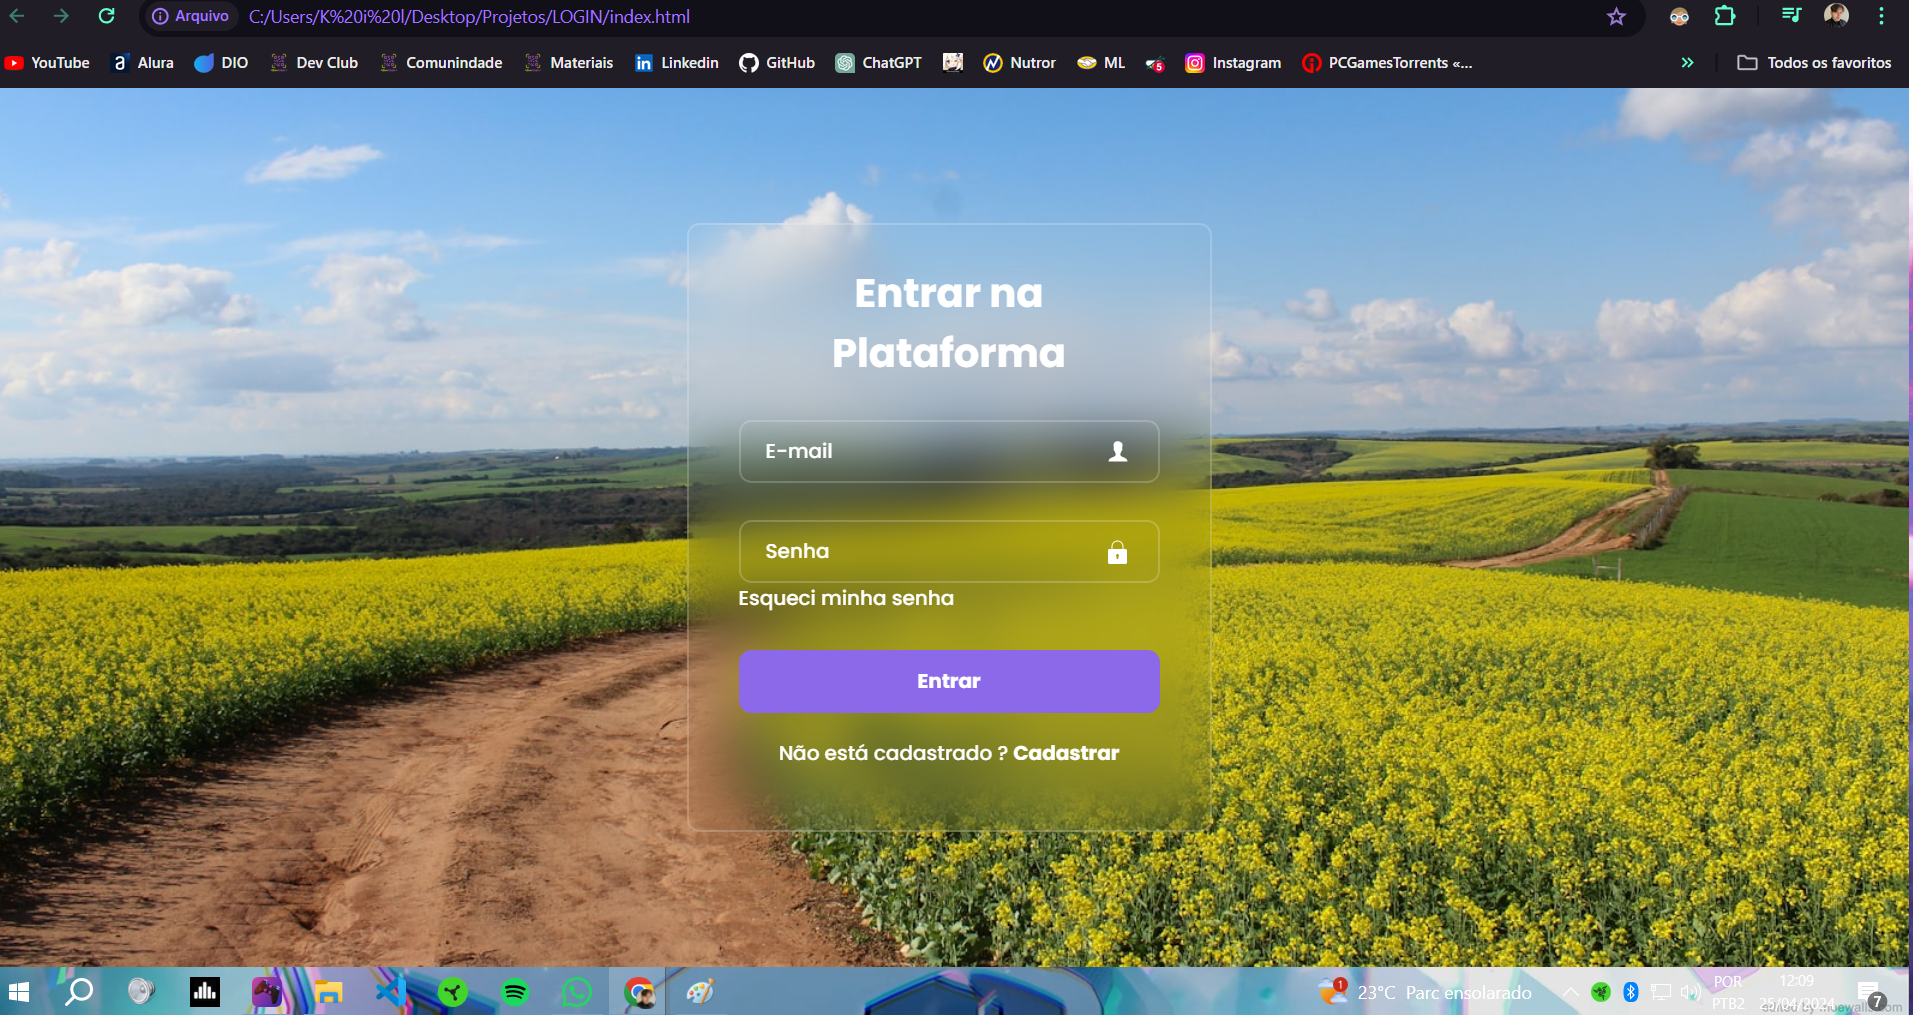 Arquivo C:/Users/K%20i%20l/Desktop/Projetos/LOGIN/index.html
YouTube Alura DIO Dev Club Comunindade Materiais Linkedin GitHub ChatGPT Nutror ML 5 Instagram PCGamesTorrents «... » Todos os favoritos
Entrar na
Plataforma
E-mail
Senha
Esqueci minha senha
Entrar
Não está cadastrado ? Cadastrar
1 23°C Parc ensolarado
POR
PTB2
12:09
25/04/2024
7